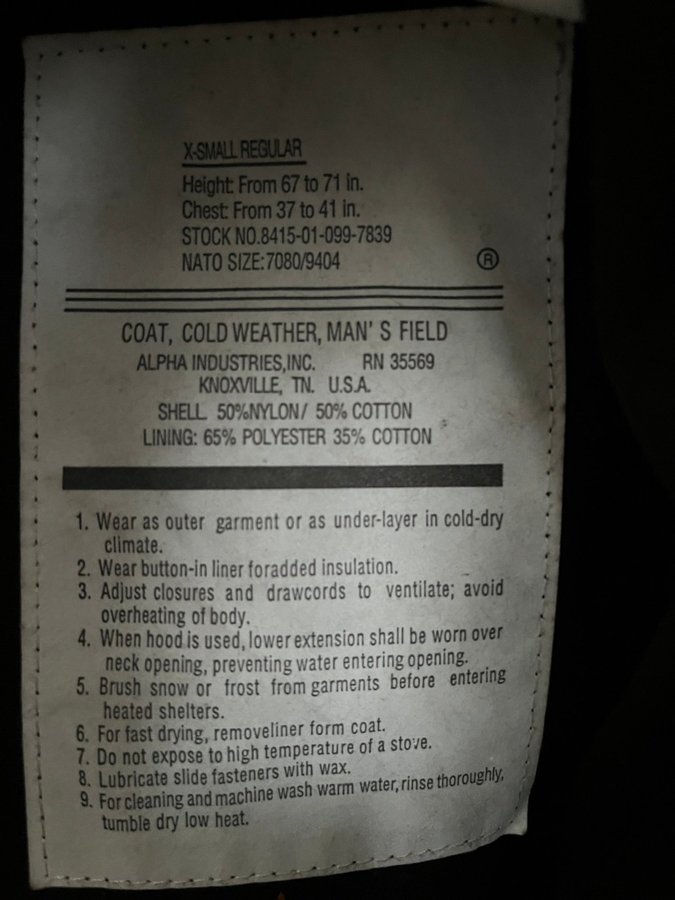 X-SMALL REGULAR
Height: From 67 to 71 in.
Chest: From 37 to 41 in.
STOCK NO.8415-01-099-7839
NATO SIZE:7080/9404
®
COAT, COLD WEATHER, MAN' S FIELD
ALPHA INDUSTRIES,INC. RN 35569
KNOXVILLE, TN. U.S.A.
SHELL 50%NYLON/ 50% COTTON
LINING: 65% POLYESTER 35% COTTON
1. Wear as outer garment or as under-layer in cold-dry
climate.
2. Wear button-in liner foradded insulation.
3. Adjust closures and drawcords to ventilate; avoid
overheating of body.
4. When hood is used, lower extension shall be worn over
neck opening, preventing water entering opening.
5. Brush snow or frost from garments before entering
heated shelters.
6. For fast drying, removeliner form coat.
7. Do not expose to high temperature of a stove.
8. Lubricate slide fasteners with wax.
9. For cleaning and machine wash warm water, rinse thoroughly,
tumble dry low heat.